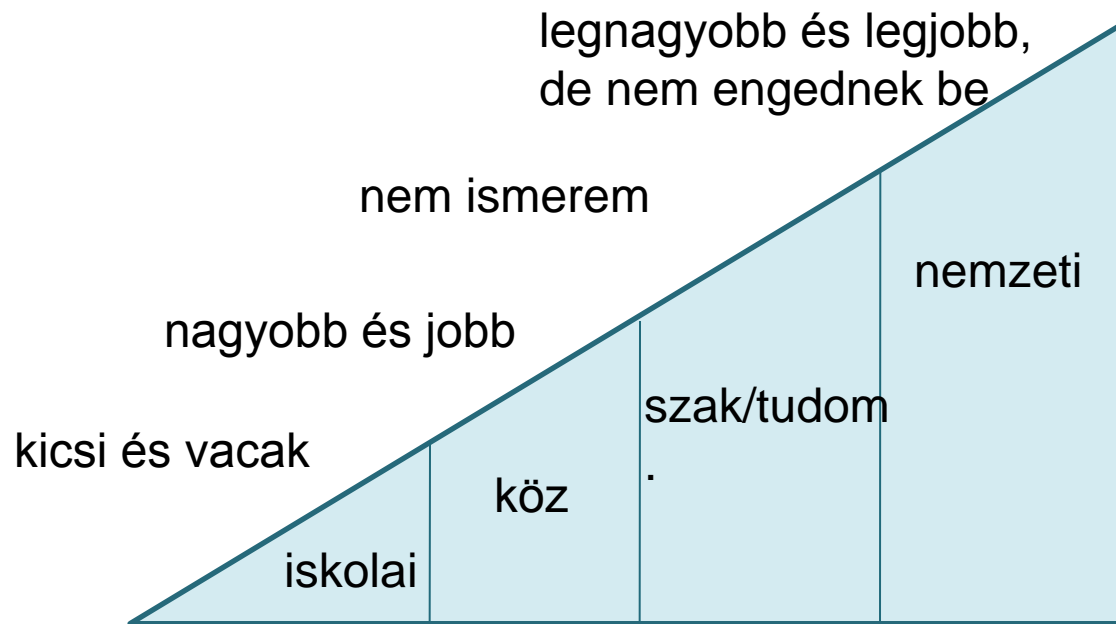 legnagyobb és legjobb,
de nem engednek be
nem ismerem
nemzeti
nagyobb és jobb
szak/tudom
.
kicsi és vacak
köz
iskolai